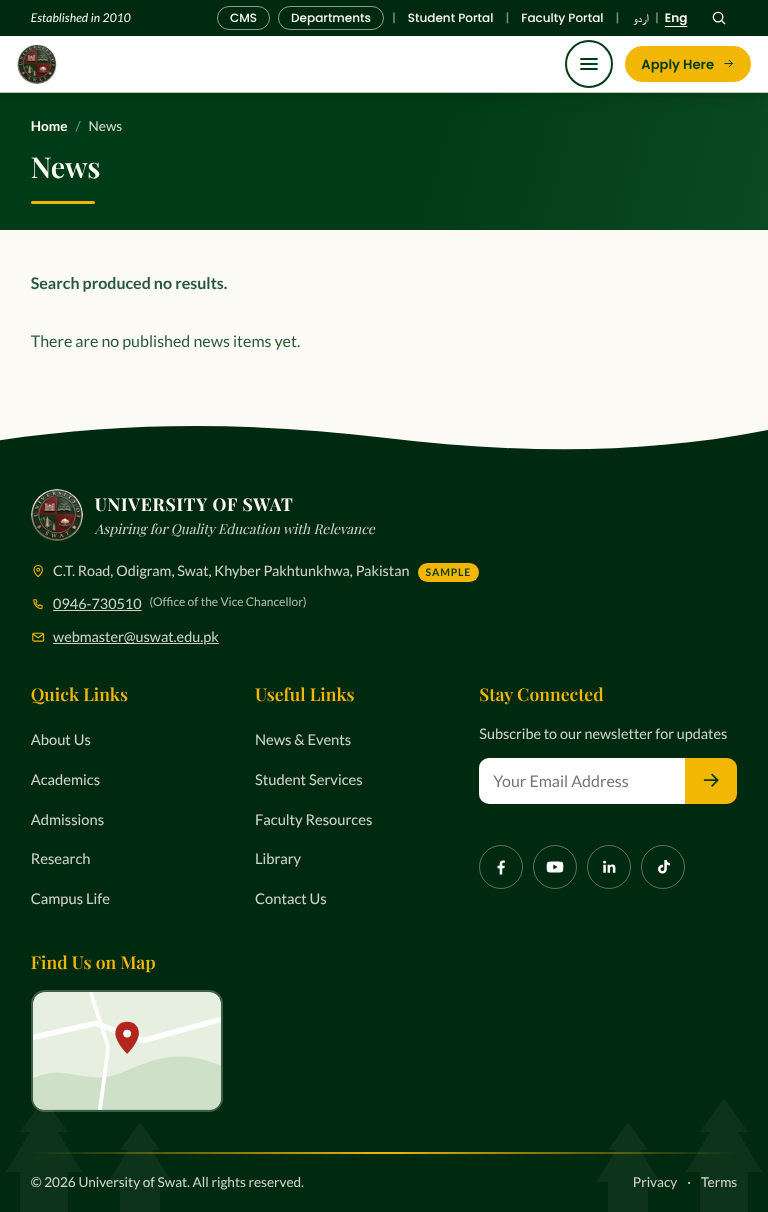 Established in 2010
CMS
Departments
|
Student Portal
|
Faculty Portal
|
اردو | Eng
Apply Here →
Home / News
News
Search produced no results.
There are no published news items yet.
UNIVERSITY OF SWAT
Aspiring for Quality Education with Relevance
C.T. Road, Odigram, Swat, Khyber Pakhtunkhwa, Pakistan SAMPLE
0946-730510 (Office of the Vice Chancellor)
webmaster@uswat.edu.pk
Quick Links
About Us
Academics
Admissions
Research
Campus Life
Useful Links
News & Events
Student Services
Faculty Resources
Library
Contact Us
Stay Connected
Subscribe to our newsletter for updates
Your Email Address
Find Us on Map
© 2026 University of Swat. All rights reserved.
Privacy · Terms